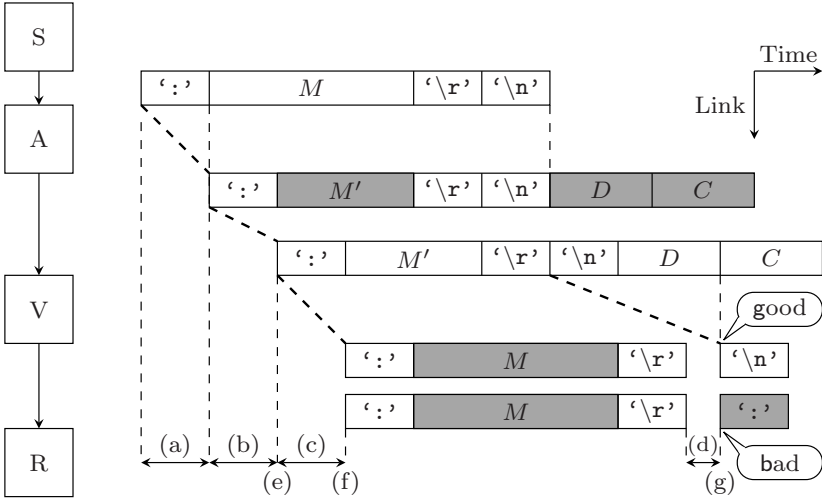 S
Time
‘:’ M ‘\r’ ‘\n’
Link
A
‘:’ M′ ‘\r’ ‘\n’ D C
‘:’ M′ ‘\r’ ‘\n’ D C
V
good
‘:’ M ‘\r’ ‘\n’
‘:’ M ‘\r’ ‘:’
R
(a) (b) (c) (d)
bad
(e) (f) (g)